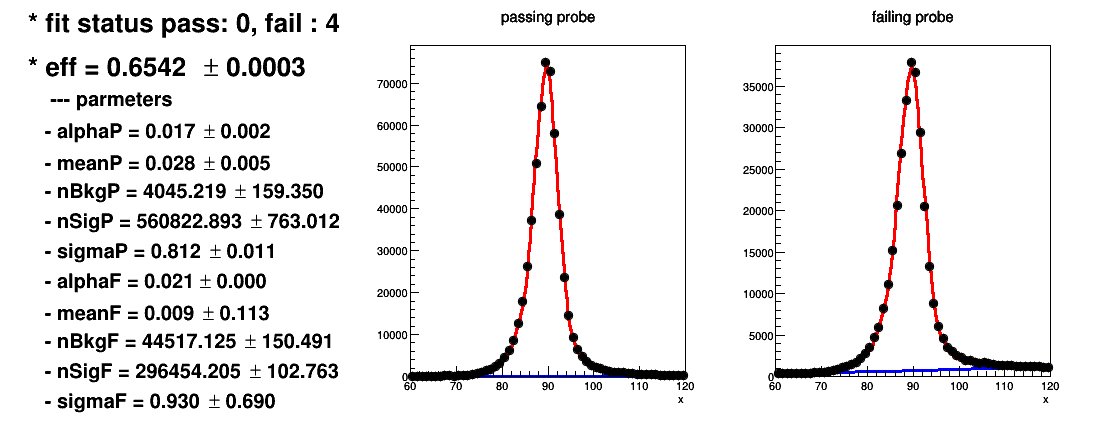 * fit status pass: 0, fail : 4
* eff = 0.6542 ± 0.0003
--- parmeters
- alphaP = 0.017 ± 0.002
- meanP = 0.028 ± 0.005
- nBkgP = 4045.219 ± 159.350
- nSigP = 560822.893 ± 763.012
- sigmaP = 0.812 ± 0.011
- alphaF = 0.021 ± 0.000
- meanF = 0.009 ± 0.113
- nBkgF = 44517.125 ± 150.491
- nSigF = 296454.205 ± 102.763
- sigmaF = 0.930 ± 0.690
passing probe
70000
60000
50000
40000
30000
20000
10000
0
60 70 80 90 100 110 120
x
failing probe
35000
30000
25000
20000
15000
10000
5000
0
60 70 80 90 100 110 120
x